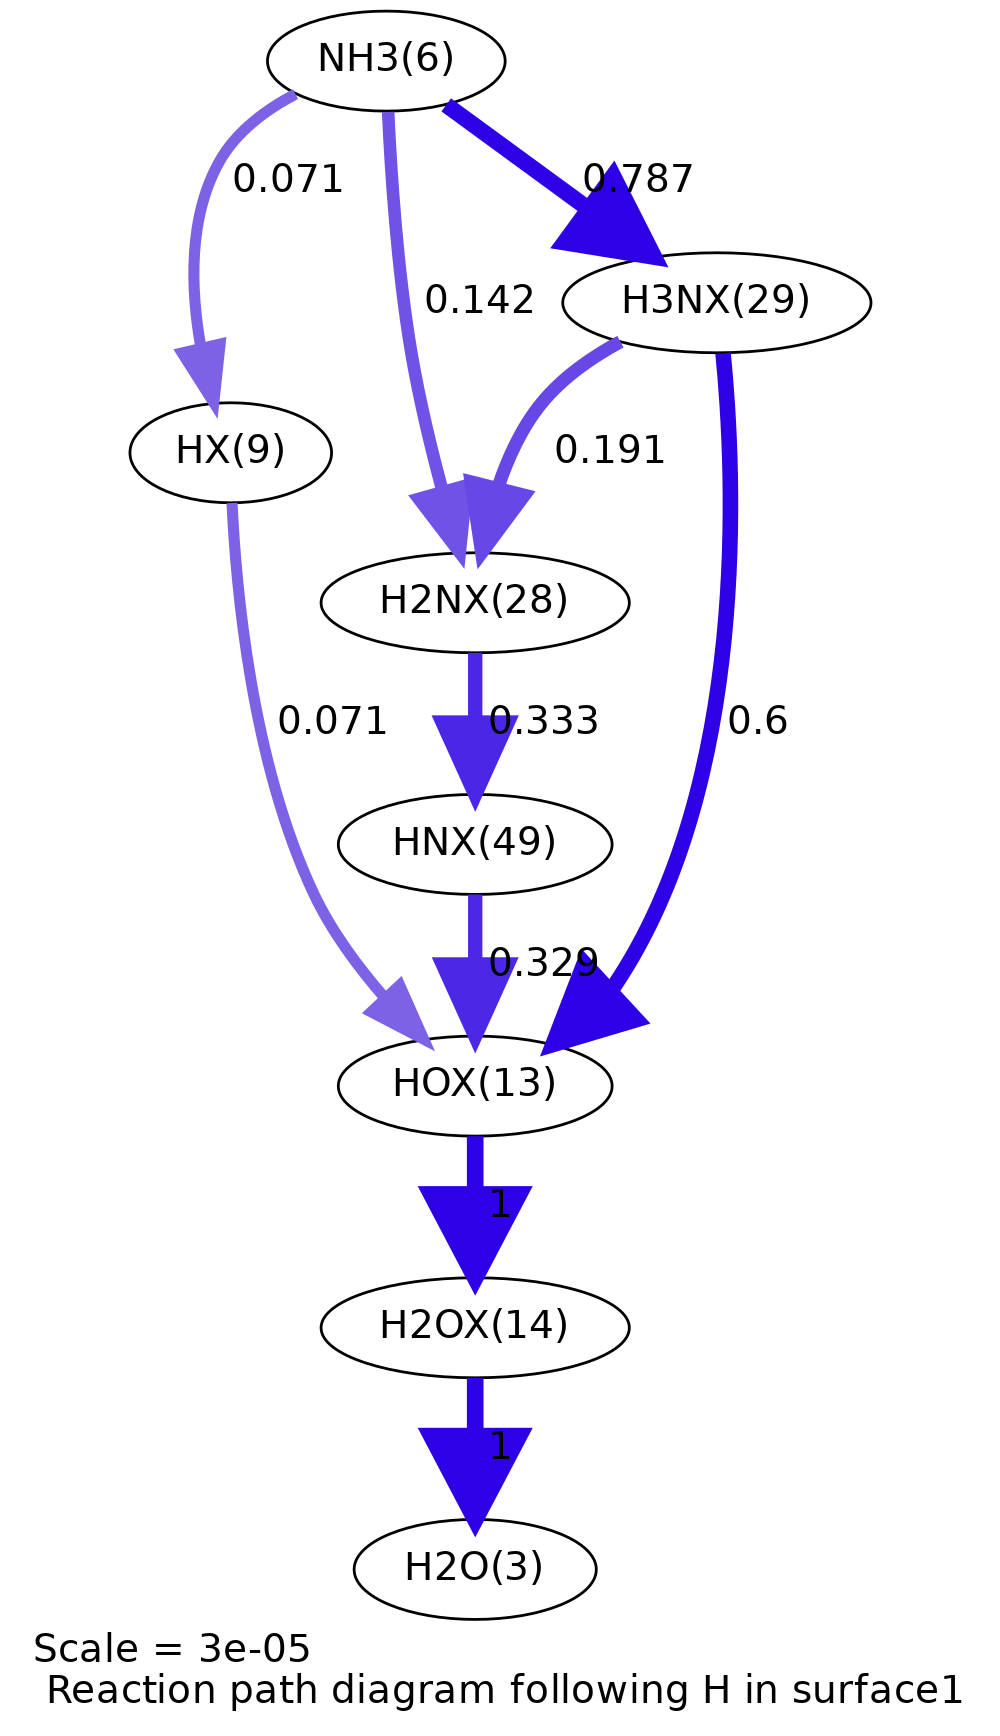 NH3(6)
0.071
0.787
0.142
H3NX(29)
HX(9)
0.191
H2NX(28)
0.071
0.333
0.6
HNX(49)
0.329
HOX(13)
1
H2OX(14)
1
H2O(3)
Scale = 3e-05
Reaction path diagram following H in surface1